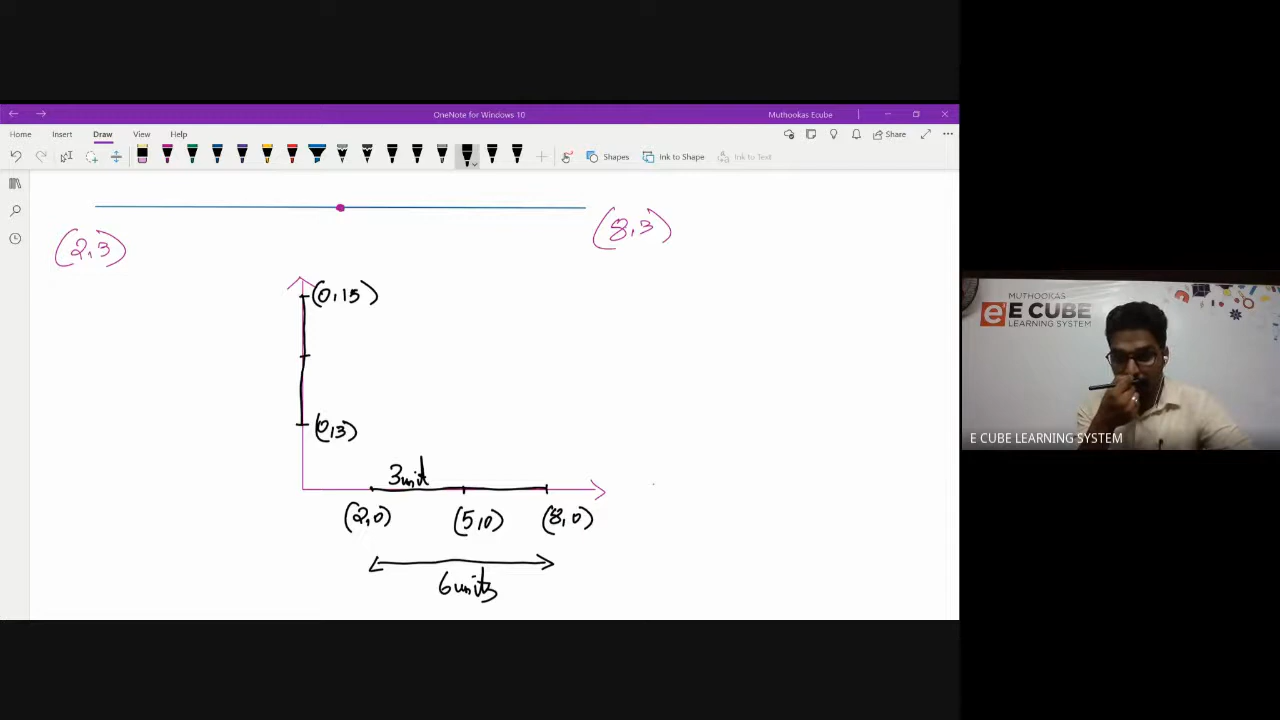 OneNote for Windows 10
Muthookas Ecube
Home Insert Draw View Help
Share
Shapes Ink to Shape Ink to Text
(2,3)
(8,3)
(0,15)
(0,3)
3unit
(2,0) (5,0) (8,0)
6units
MUTHOOKAS
e E CUBE
LEARNING SYSTEM
E CUBE LEARNING SYSTEM